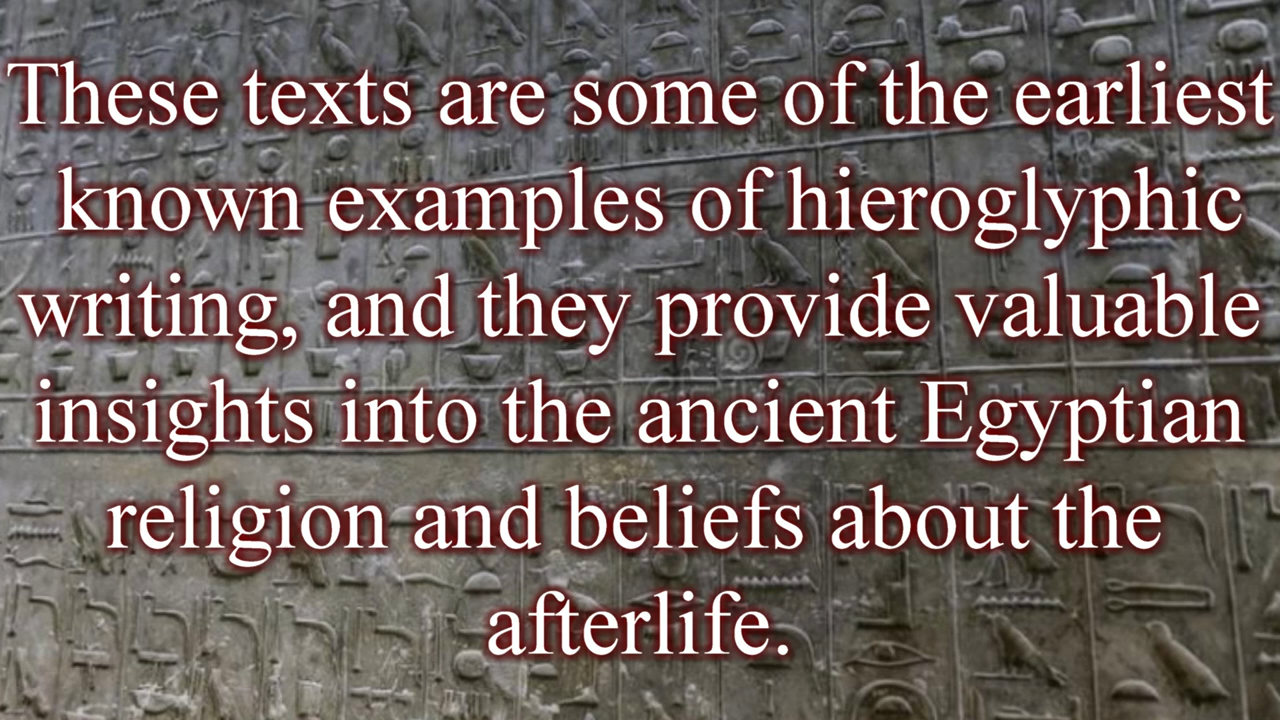 These texts are some of the earliest
known examples of hieroglyphic
writing, and they provide valuable
insights into the ancient Egyptian
religion and beliefs about the
afterlife.